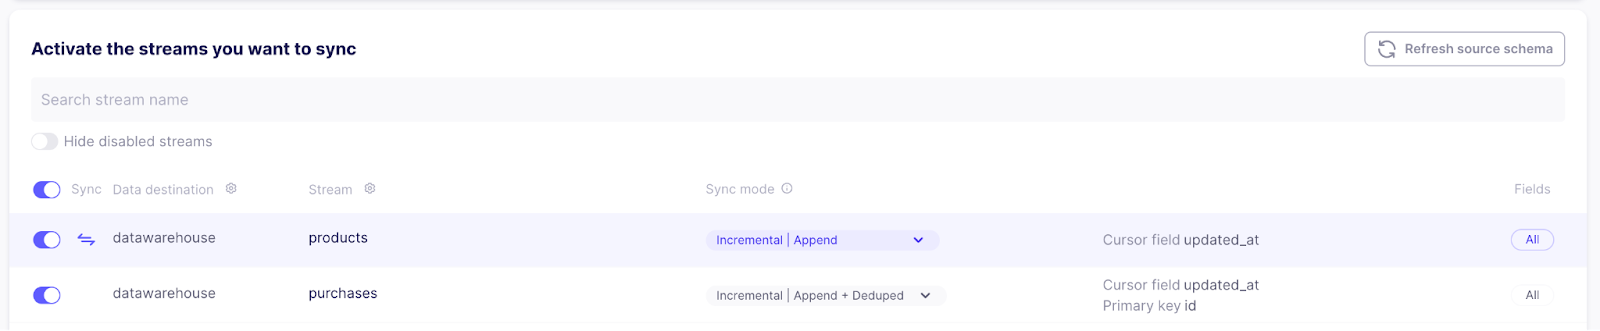 Activate the streams you want to sync
Refresh source schema
Search stream name
Hide disabled streams
Sync Data destination Stream Sync mode Fields
datawarehouse products Incremental | Append Cursor field updated_at All
datawarehouse purchases Incremental | Append + Deduped Cursor field updated_at All
Primary key id